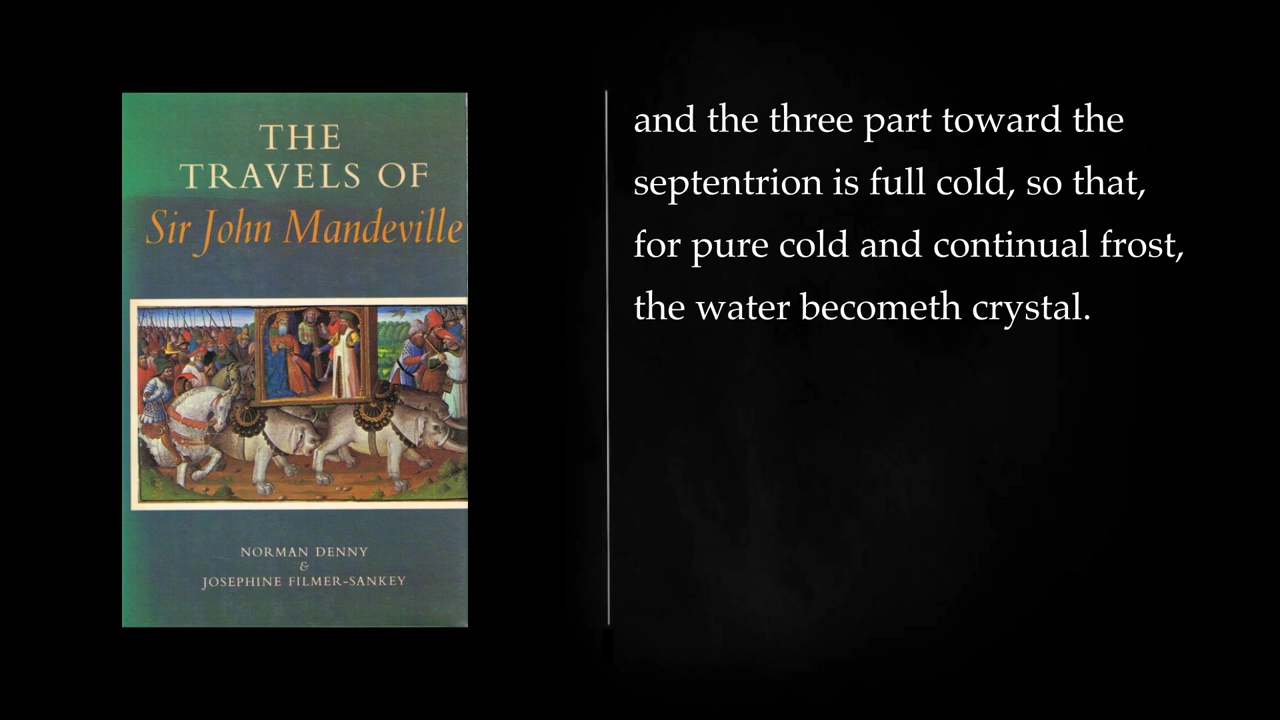 THE
TRAVELS OF
Sir John Mandeville
NORMAN DENNY
&
JOSEPHINE FILMER-SANKEY
and the three part toward the
septentrion is full cold, so that,
for pure cold and continual frost,
the water becometh crystal.